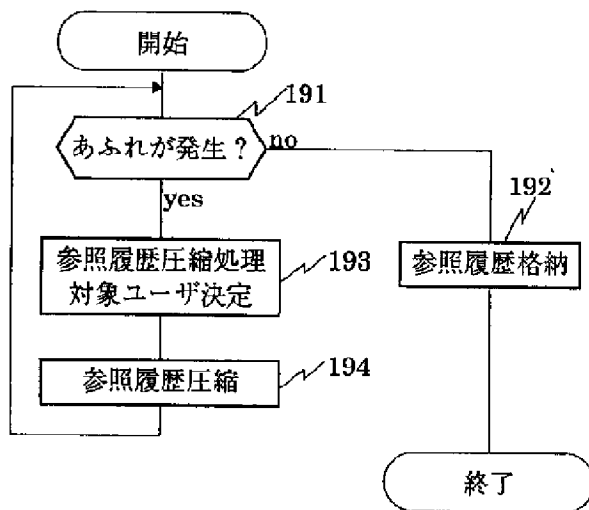 開始
191
あふれが発生？
no
yes
192
参照履歴圧縮処理
対象ユーザ決定
193
参照履歴格納
参照履歴圧縮
194
終了